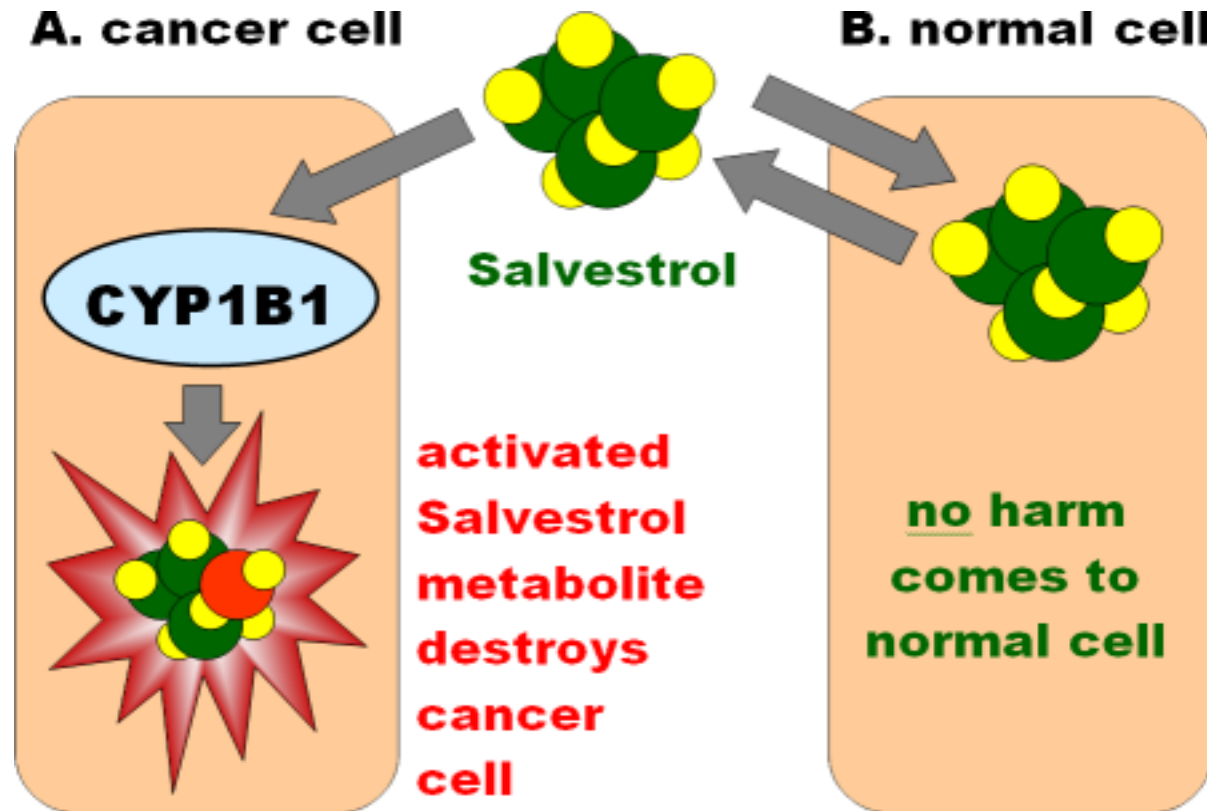 A. cancer cell
B. normal cell
Salvestrol
CYP1B1
activated
Salvestrol
metabolite
destroys
cancer
cell
no harm
comes to
normal cell